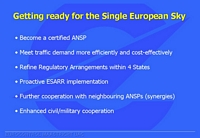 Getting ready for the Single European Sky
• Become a certified ANSP
• Meet traffic demand more efficiently and cost-effectively
• Refine Regulatory Arrangements within 4 States
• Proactive ESARR implementation
• Further cooperation with neighbouring ANSPs (synergies)
• Enhanced civil/military cooperation